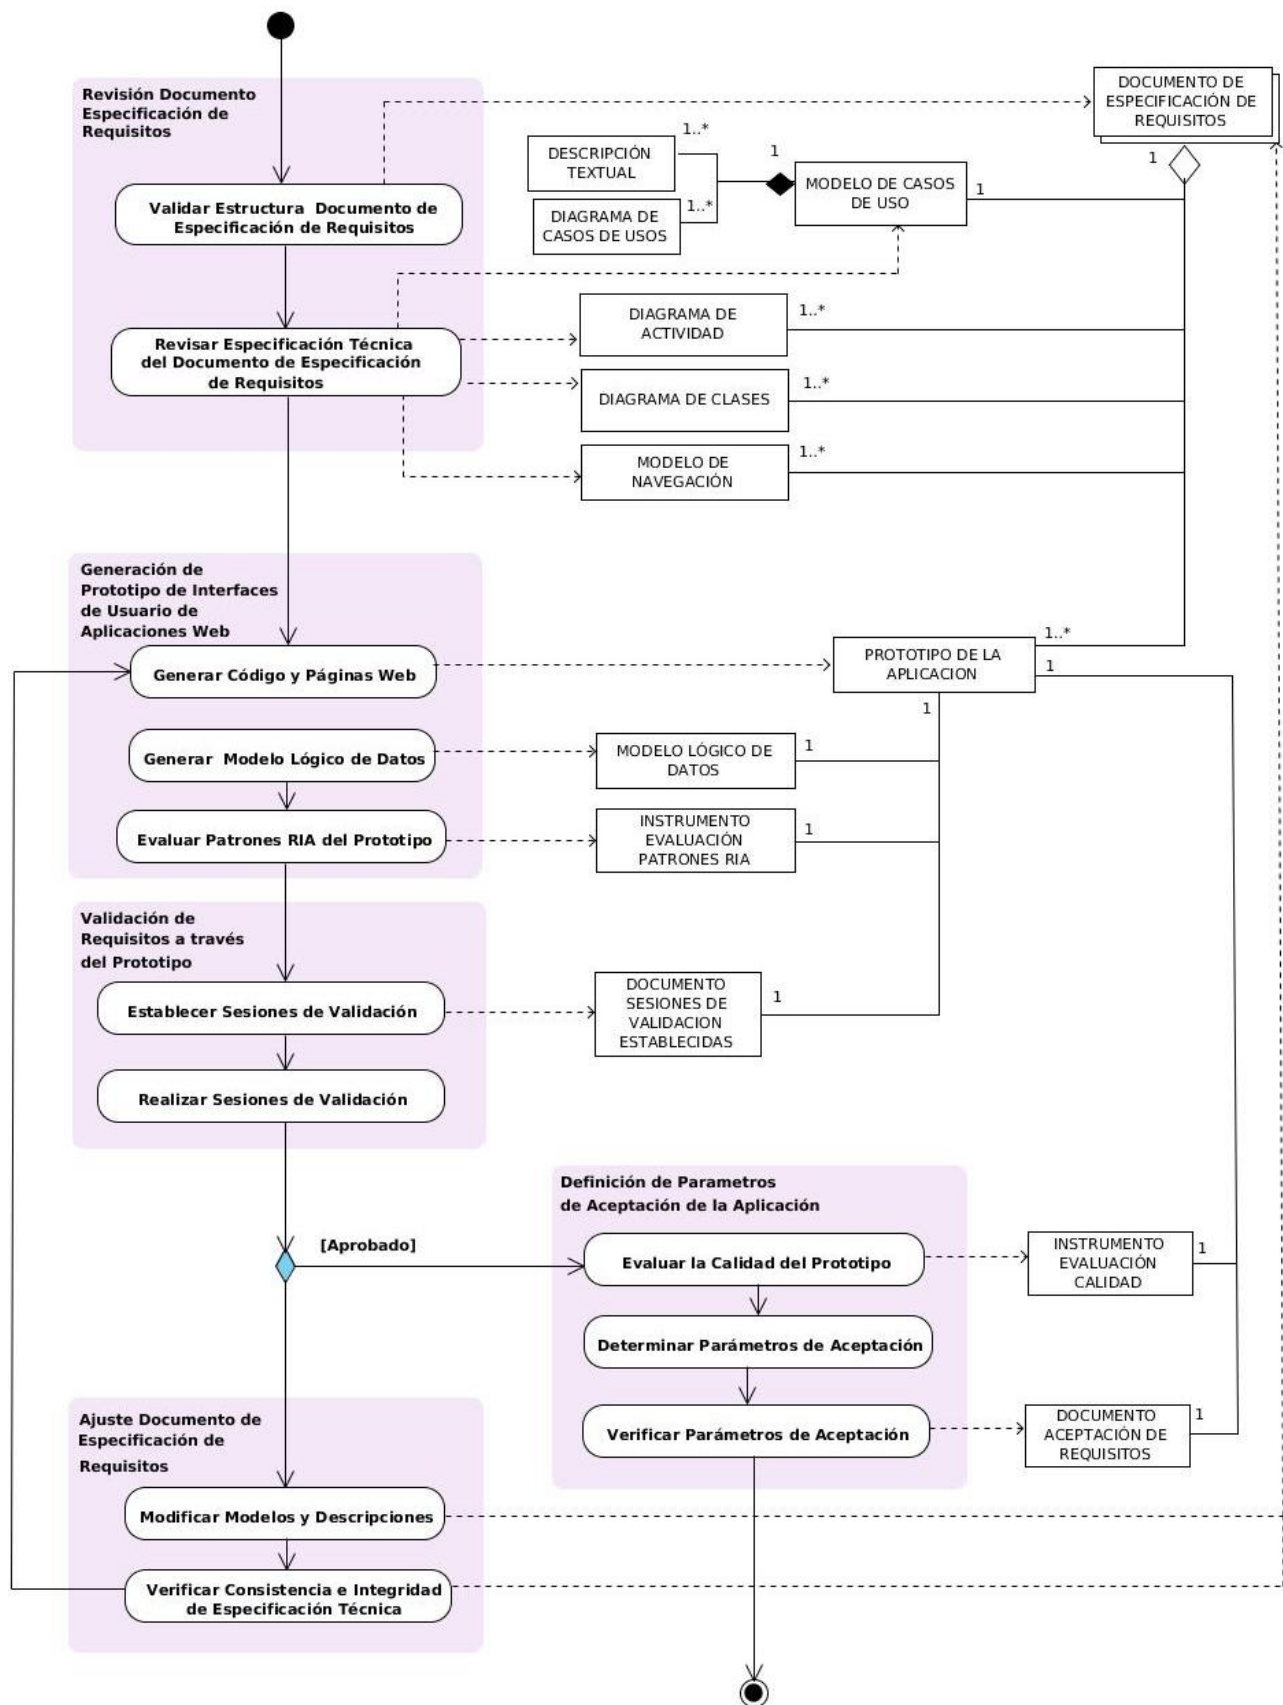 Revisión Documento
Especificación de
Requisitos
DOCUMENTO DE
ESPECIFICACIÓN DE
REQUISITOS
1
1..*
DESCRIPCIÓN
TEXTUAL
1
MODELO DE CASOS
DE USO
1
1..*
DIAGRAMA DE
CASOS DE USOS
Validar Estructura Documento de
Especificación de Requisitos
DIAGRAMA DE
ACTIVIDAD
1..*
Revisar Especificación Técnica
del Documento de Especificación
de Requisitos
DIAGRAMA DE CLASES
1..*
MODELO DE
NAVEGACIÓN
1..*
Generación de
Prototipo de Interfaces
de Usuario de
Aplicaciones Web
Generar Código y Páginas Web
PROTOTIPO DE LA
APLICACION
1..*
1
1
Generar Modelo Lógico de Datos
MODELO LÓGICO DE
DATOS
1
Evaluar Patrones RIA del Prototipo
INSTRUMENTO
EVALUACIÓN
PATRONES RIA
1
Validación de
Requisitos a través
del Prototipo
Establecer Sesiones de Validación
DOCUMENTO
SESIONES DE
VALIDACION
ESTABLECIDAS
1
Realizar Sesiones de Validación
[Aprobado]
Definición de Parametros
de Aceptación de la Aplicación
Evaluar la Calidad del Prototipo
INSTRUMENTO
EVALUACIÓN
CALIDAD
1
Determinar Parámetros de Aceptación
Verificar Parámetros de Aceptación
DOCUMENTO
ACEPTACIÓN DE
REQUISITOS
1
Ajuste Documento de
Especificación de
Requisitos
Modificar Modelos y Descripciones
Verificar Consistencia e Integridad
de Especificación Técnica